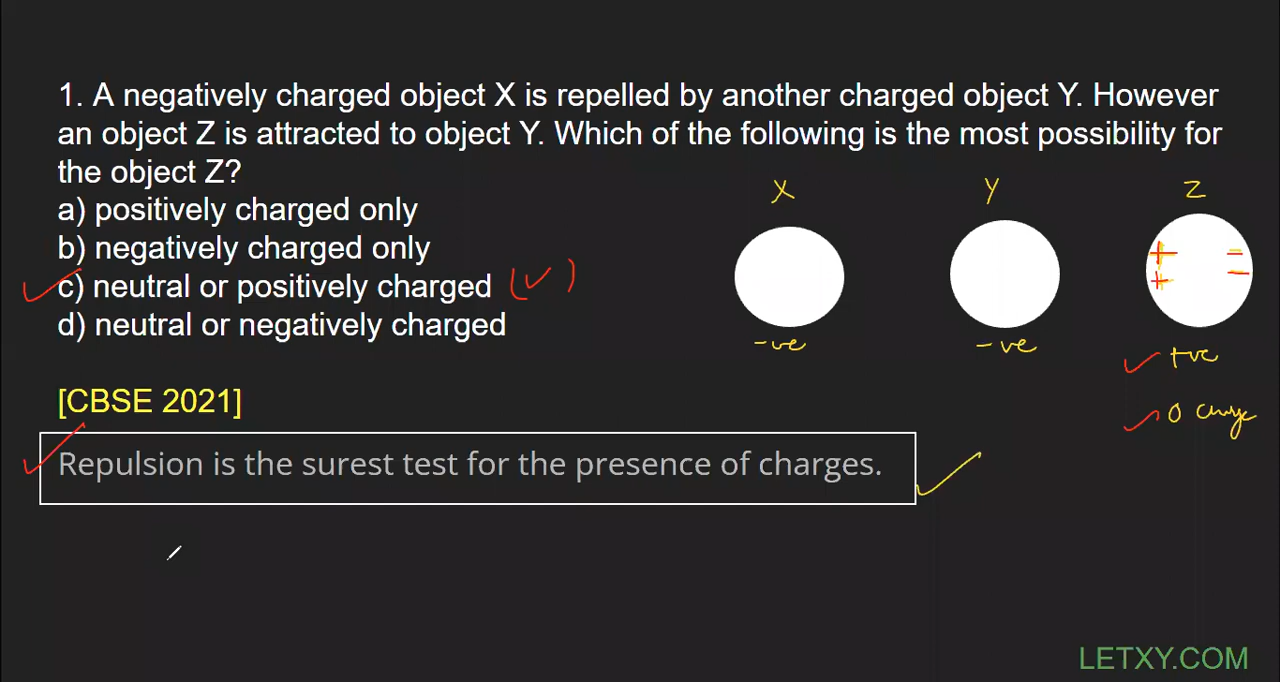 1. A negatively charged object X is repelled by another charged object Y. However
an object Z is attracted to object Y. Which of the following is the most possibility for
the object Z?
X Y Z
a) positively charged only
b) negatively charged only
+ =
c) neutral or positively charged (✓)
+ =
d) neutral or negatively charged
-ve -ve +ve
[CBSE 2021]
0 charge
Repulsion is the surest test for the presence of charges.
LETXY.COM